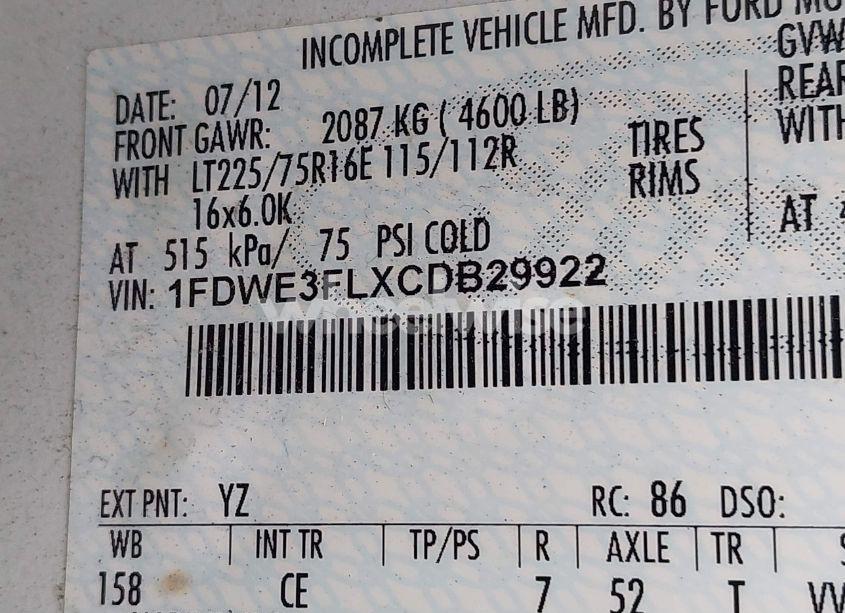 INCOMPLETE VEHICLE MFD. BY FORD
DATE: 07/12
GVW
FRONT GAWR: 2087 KG ( 4600 LB)
REAR
WITH LT225/75R16E 115/112R TIRES
WITH
16x6.0K RIMS
AT 515 kPa/ 75 PSI COLD
AT
VIN: 1FDWE3FLXCDB29922
wheelverse
EXT PNT: YZ RC: 86 DSO:
WB INT TR TP/PS R AXLE TR
158 CE 7 52 T